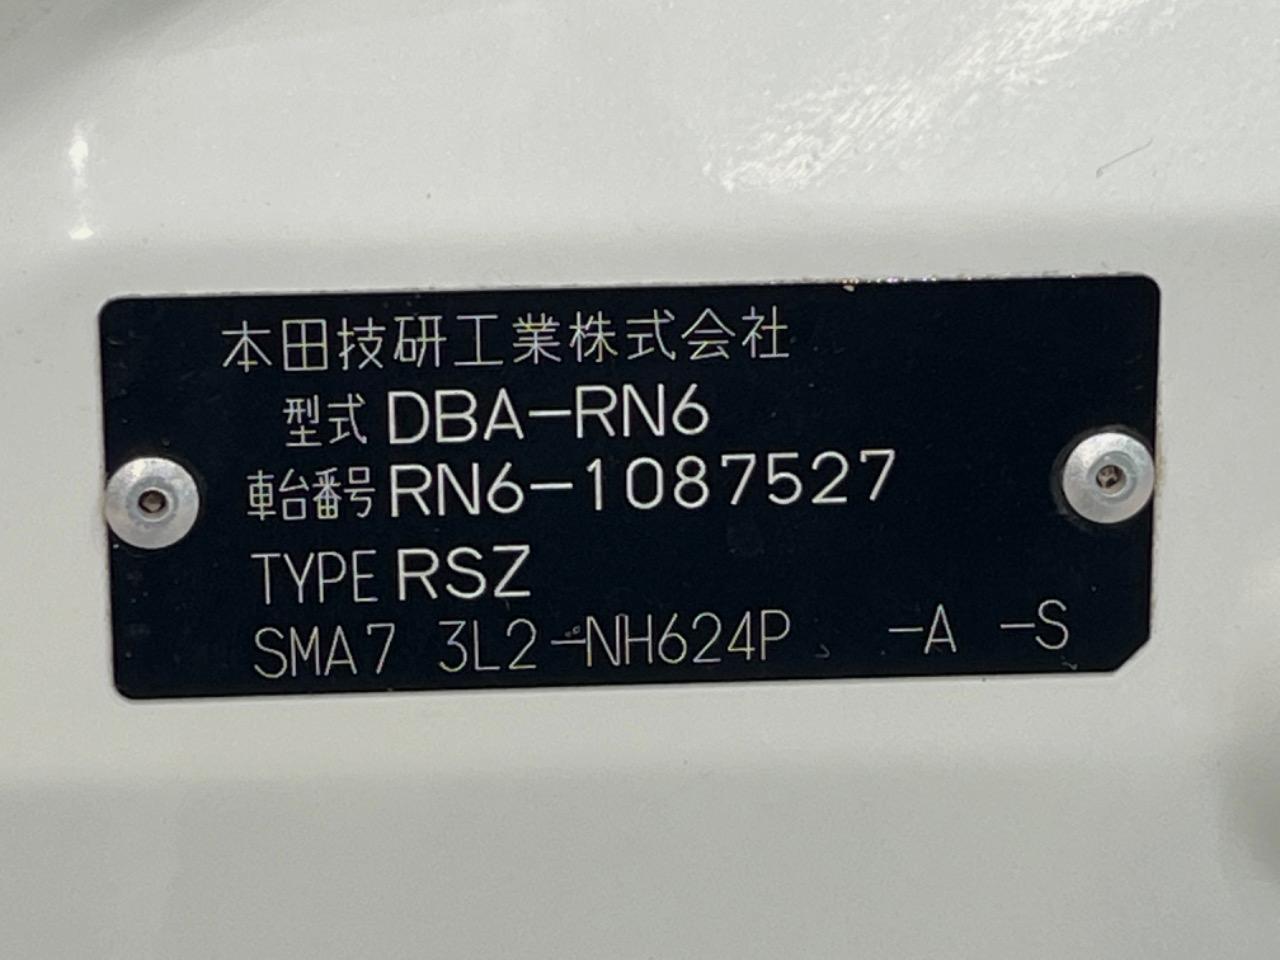 本田技研工業株式会社
型式 DBA-RN6
車台番号 RN6-1087527
TYPE RSZ
SMA7 3L2-NH624P -A -S